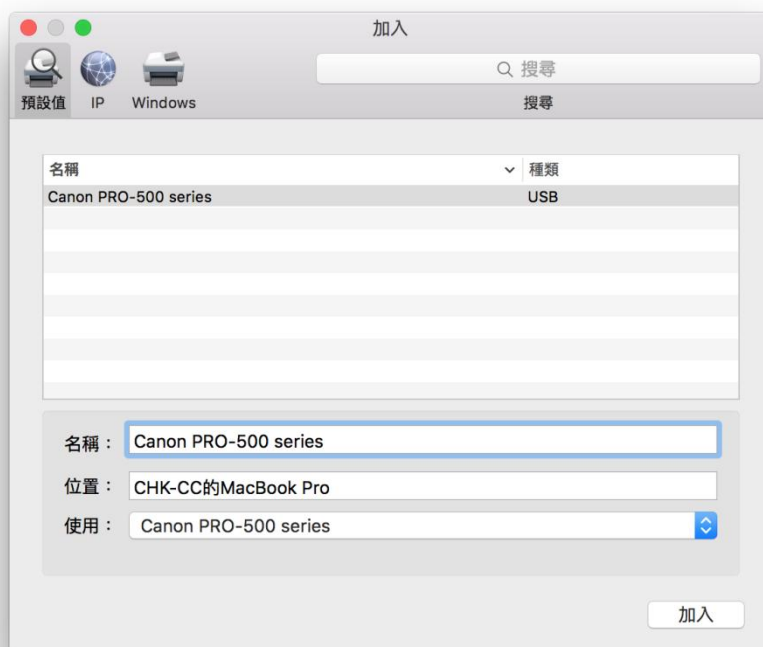 加入
搜尋
預設值 IP Windows 搜尋
名稱 種類
Canon PRO-500 series USB
名稱： Canon PRO-500 series
位置： CHK-CC的MacBook Pro
使用： Canon PRO-500 series
加入